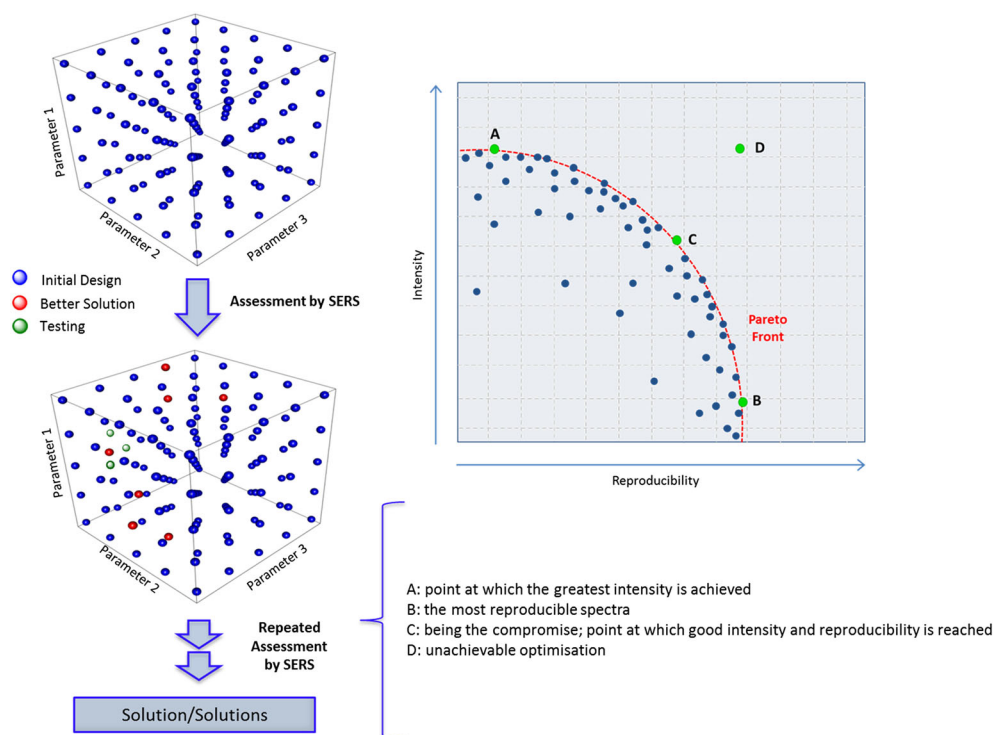 Parameter 1
Parameter 2
Parameter 3
Initial Design
Better Solution
Testing
Assessment by SERS
Parameter 1
Parameter 2
Parameter 3
Repeated
Assessment
by SERS
Solution/Solutions
Intensity
A
D
C
Pareto
Front
B
Reproducibility
A: point at which the greatest intensity is achieved
B: the most reproducible spectra
C: being the compromise; point at which good intensity and reproducibility is reached
D: unachievable optimisation